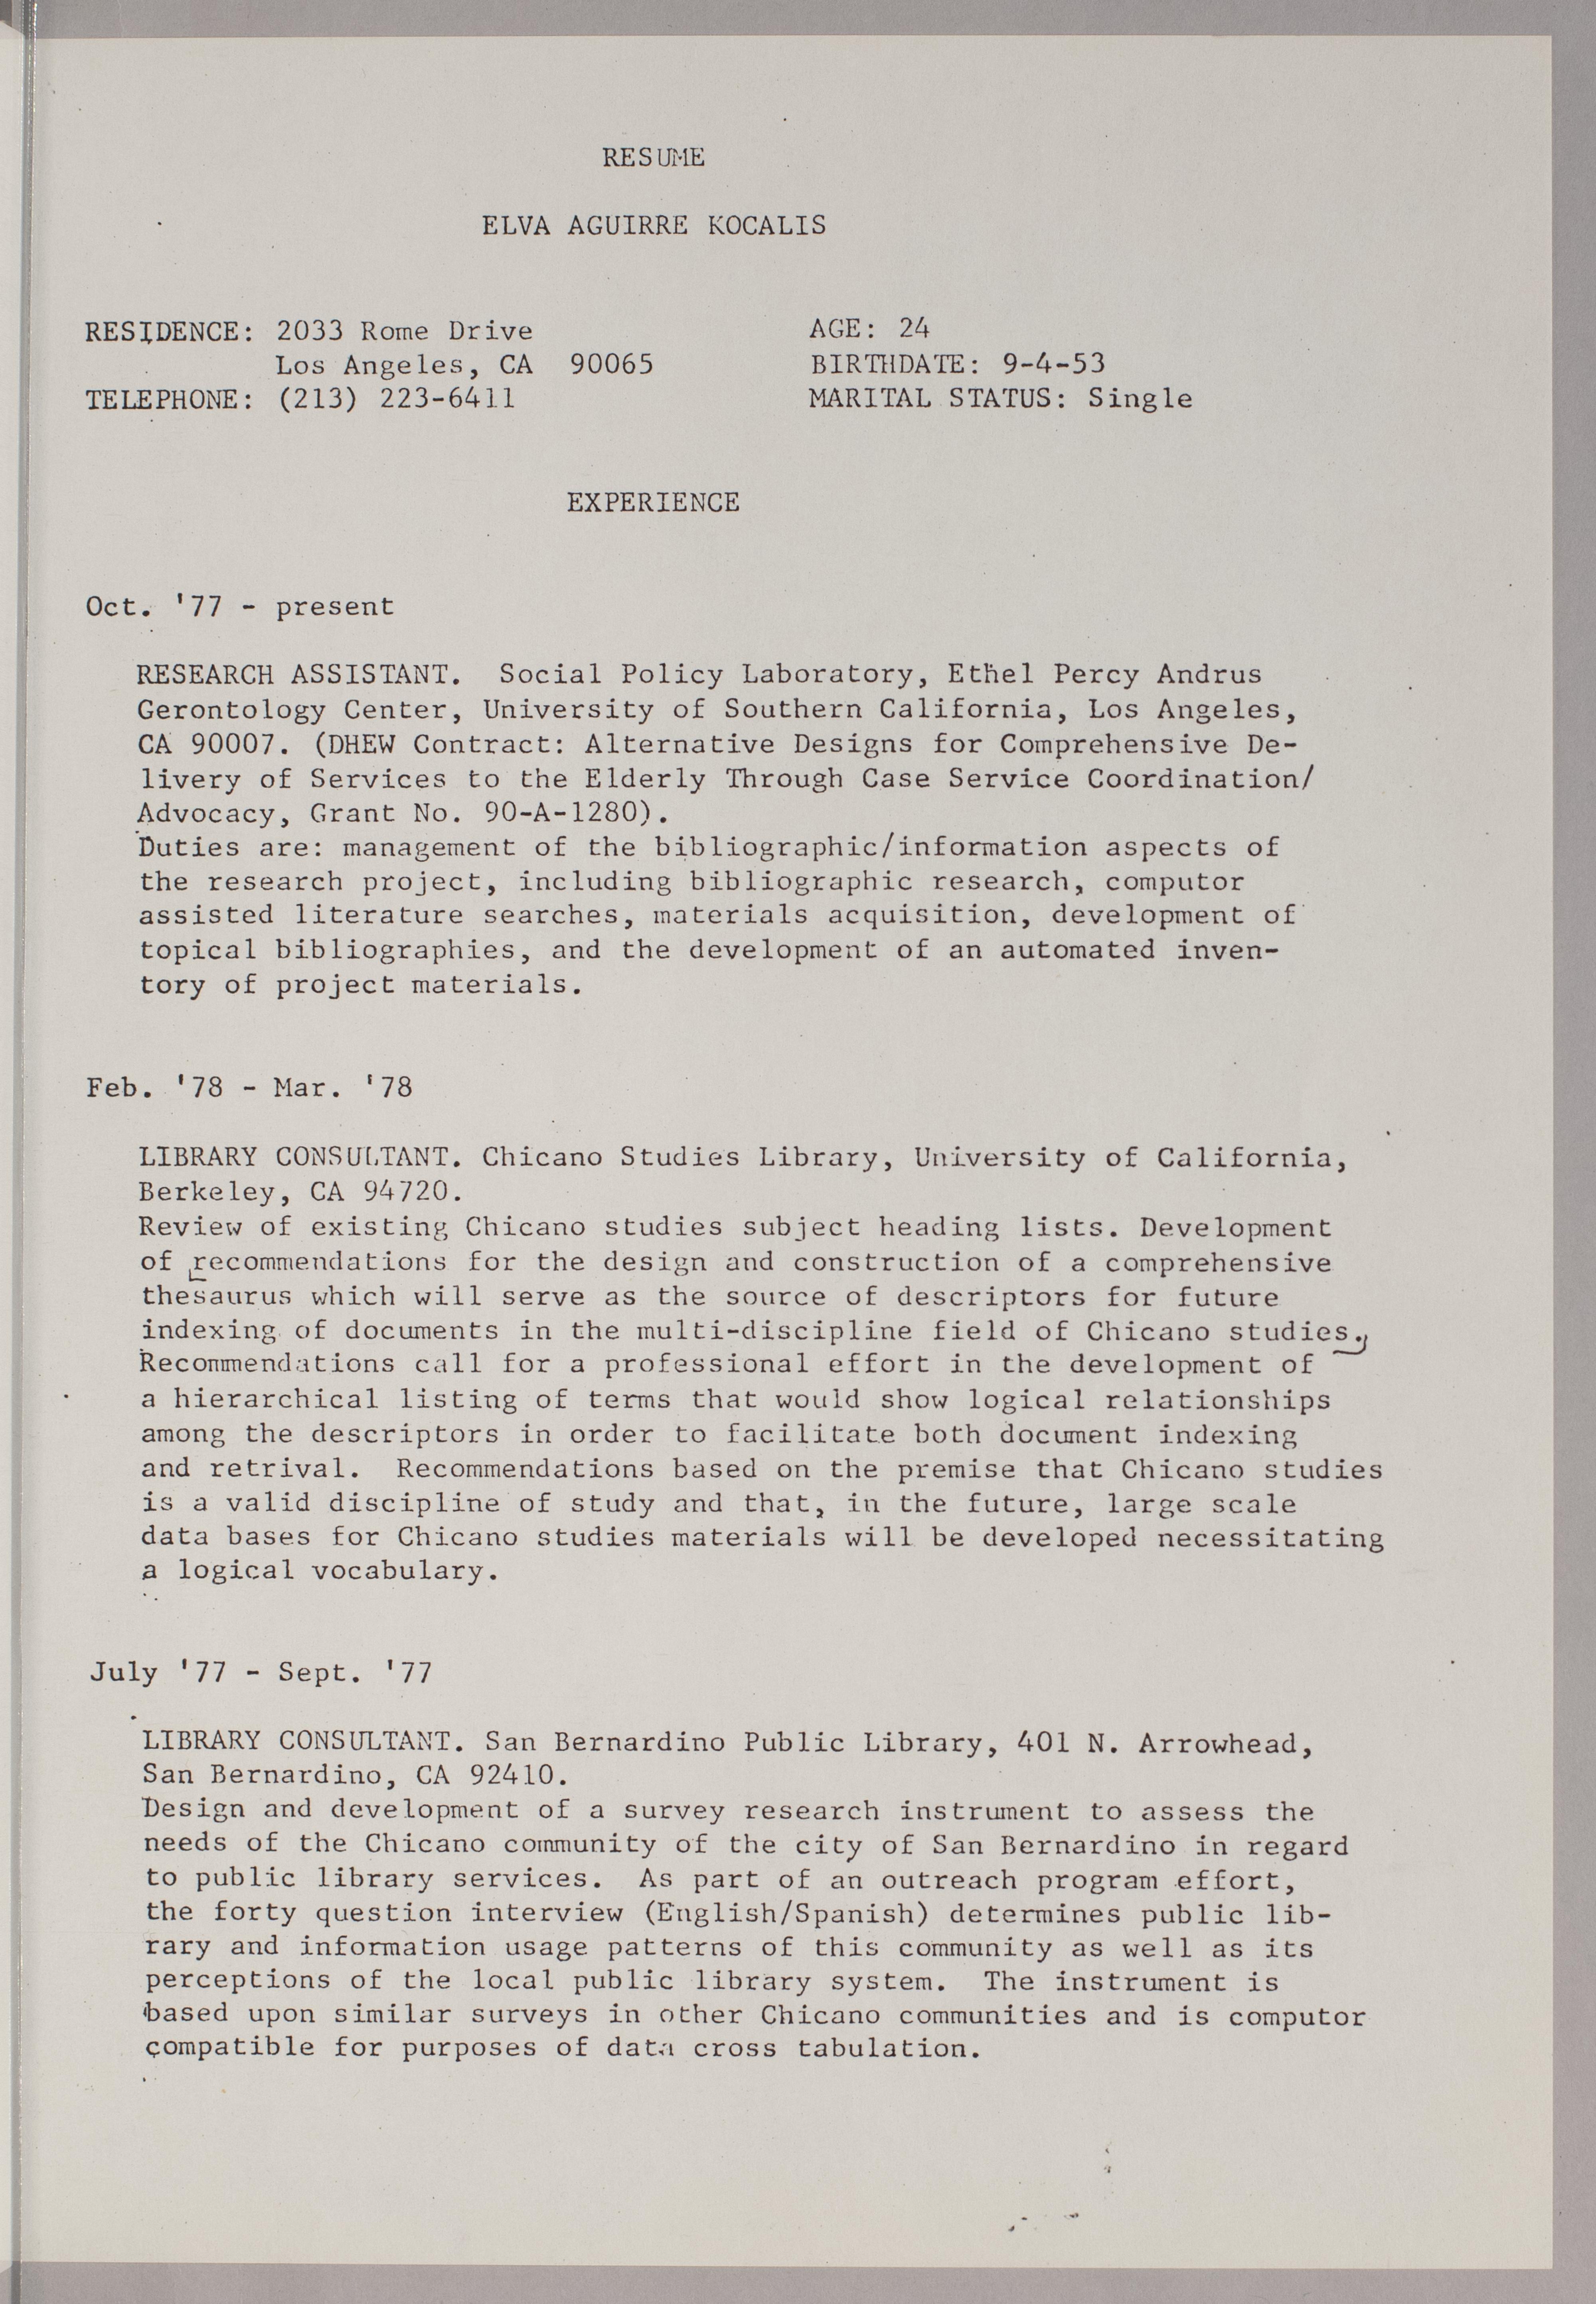 RESUME
ELVA AGUIRRE KOCALIS
RESIDENCE: 2033 Rome Drive
Los Angeles, CA 90065
TELEPHONE: (213) 223-6411
AGE: 24
BIRTHDATE: 9-4-53
MARITAL STATUS: Single
EXPERIENCE
Oct. '77 - present
RESEARCH ASSISTANT. Social Policy Laboratory, Ethel Percy Andrus
Gerontology Center, University of Southern California, Los Angeles,
CA 90007. (DHEW Contract: Alternative Designs for Comprehensive De-
livery of Services to the Elderly Through Case Service Coordination/
Advocacy, Grant No. 90-A-1280).
Duties are: management of the bibliographic/information aspects of
the research project, including bibliographic research, computor
assisted literature searches, materials acquisition, development of
topical bibliographies, and the development of an automated inven-
tory of project materials.
Feb. '78 - Mar. '78
LIBRARY CONSULTANT. Chicano Studies Library, University of California,
Berkeley, CA 94720.
Review of existing Chicano studies subject heading lists. Development
of recommendations for the design and construction of a comprehensive
thesaurus which will serve as the source of descriptors for future
indexing of documents in the multi-discipline field of Chicano studies.
Recommendations call for a professional effort in the development of
a hierarchical listing of terms that would show logical relationships
among the descriptors in order to facilitate both document indexing
and retrival. Recommendations based on the premise that Chicano studies
is a valid discipline of study and that, in the future, large scale
data bases for Chicano studies materials will be developed necessitating
a logical vocabulary.
July '77 - Sept. '77
LIBRARY CONSULTANT. San Bernardino Public Library, 401 N. Arrowhead,
San Bernardino, CA 92410.
Design and development of a survey research instrument to assess the
needs of the Chicano community of the city of San Bernardino in regard
to public library services. As part of an outreach program effort,
the forty question interview (English/Spanish) determines public lib-
rary and information usage patterns of this community as well as its
perceptions of the local public library system. The instrument is
based upon similar surveys in other Chicano communities and is computor
compatible for purposes of data cross tabulation.